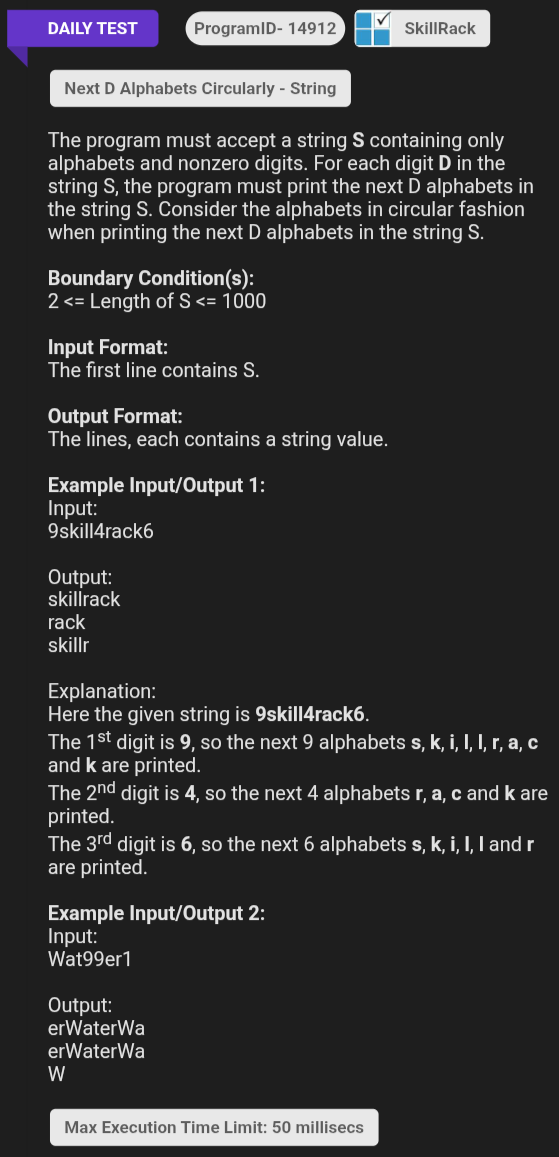 DAILY TEST
ProgramID- 14912
SkillRack
Next D Alphabets Circularly - String
The program must accept a string S containing only
alphabets and nonzero digits. For each digit D in the
string S, the program must print the next D alphabets in
the string S. Consider the alphabets in circular fashion
when printing the next D alphabets in the string S.
Boundary Condition(s):
2 <= Length of S <= 1000
Input Format:
The first line contains S.
Output Format:
The lines, each contains a string value.
Example Input/Output 1:
Input:
9skill4rack6
Output:
skillrack
rack
skillr
Explanation:
Here the given string is 9skill4rack6.
The 1st digit is 9, so the next 9 alphabets s, k, i, l, l, r, a, c
and k are printed.
The 2nd digit is 4, so the next 4 alphabets r, a, c and k are
printed.
The 3rd digit is 6, so the next 6 alphabets s, k, i, l, l and r
are printed.
Example Input/Output 2:
Input:
Wat99er1
Output:
erWaterWa
erWaterWa
W
Max Execution Time Limit: 50 millisecs